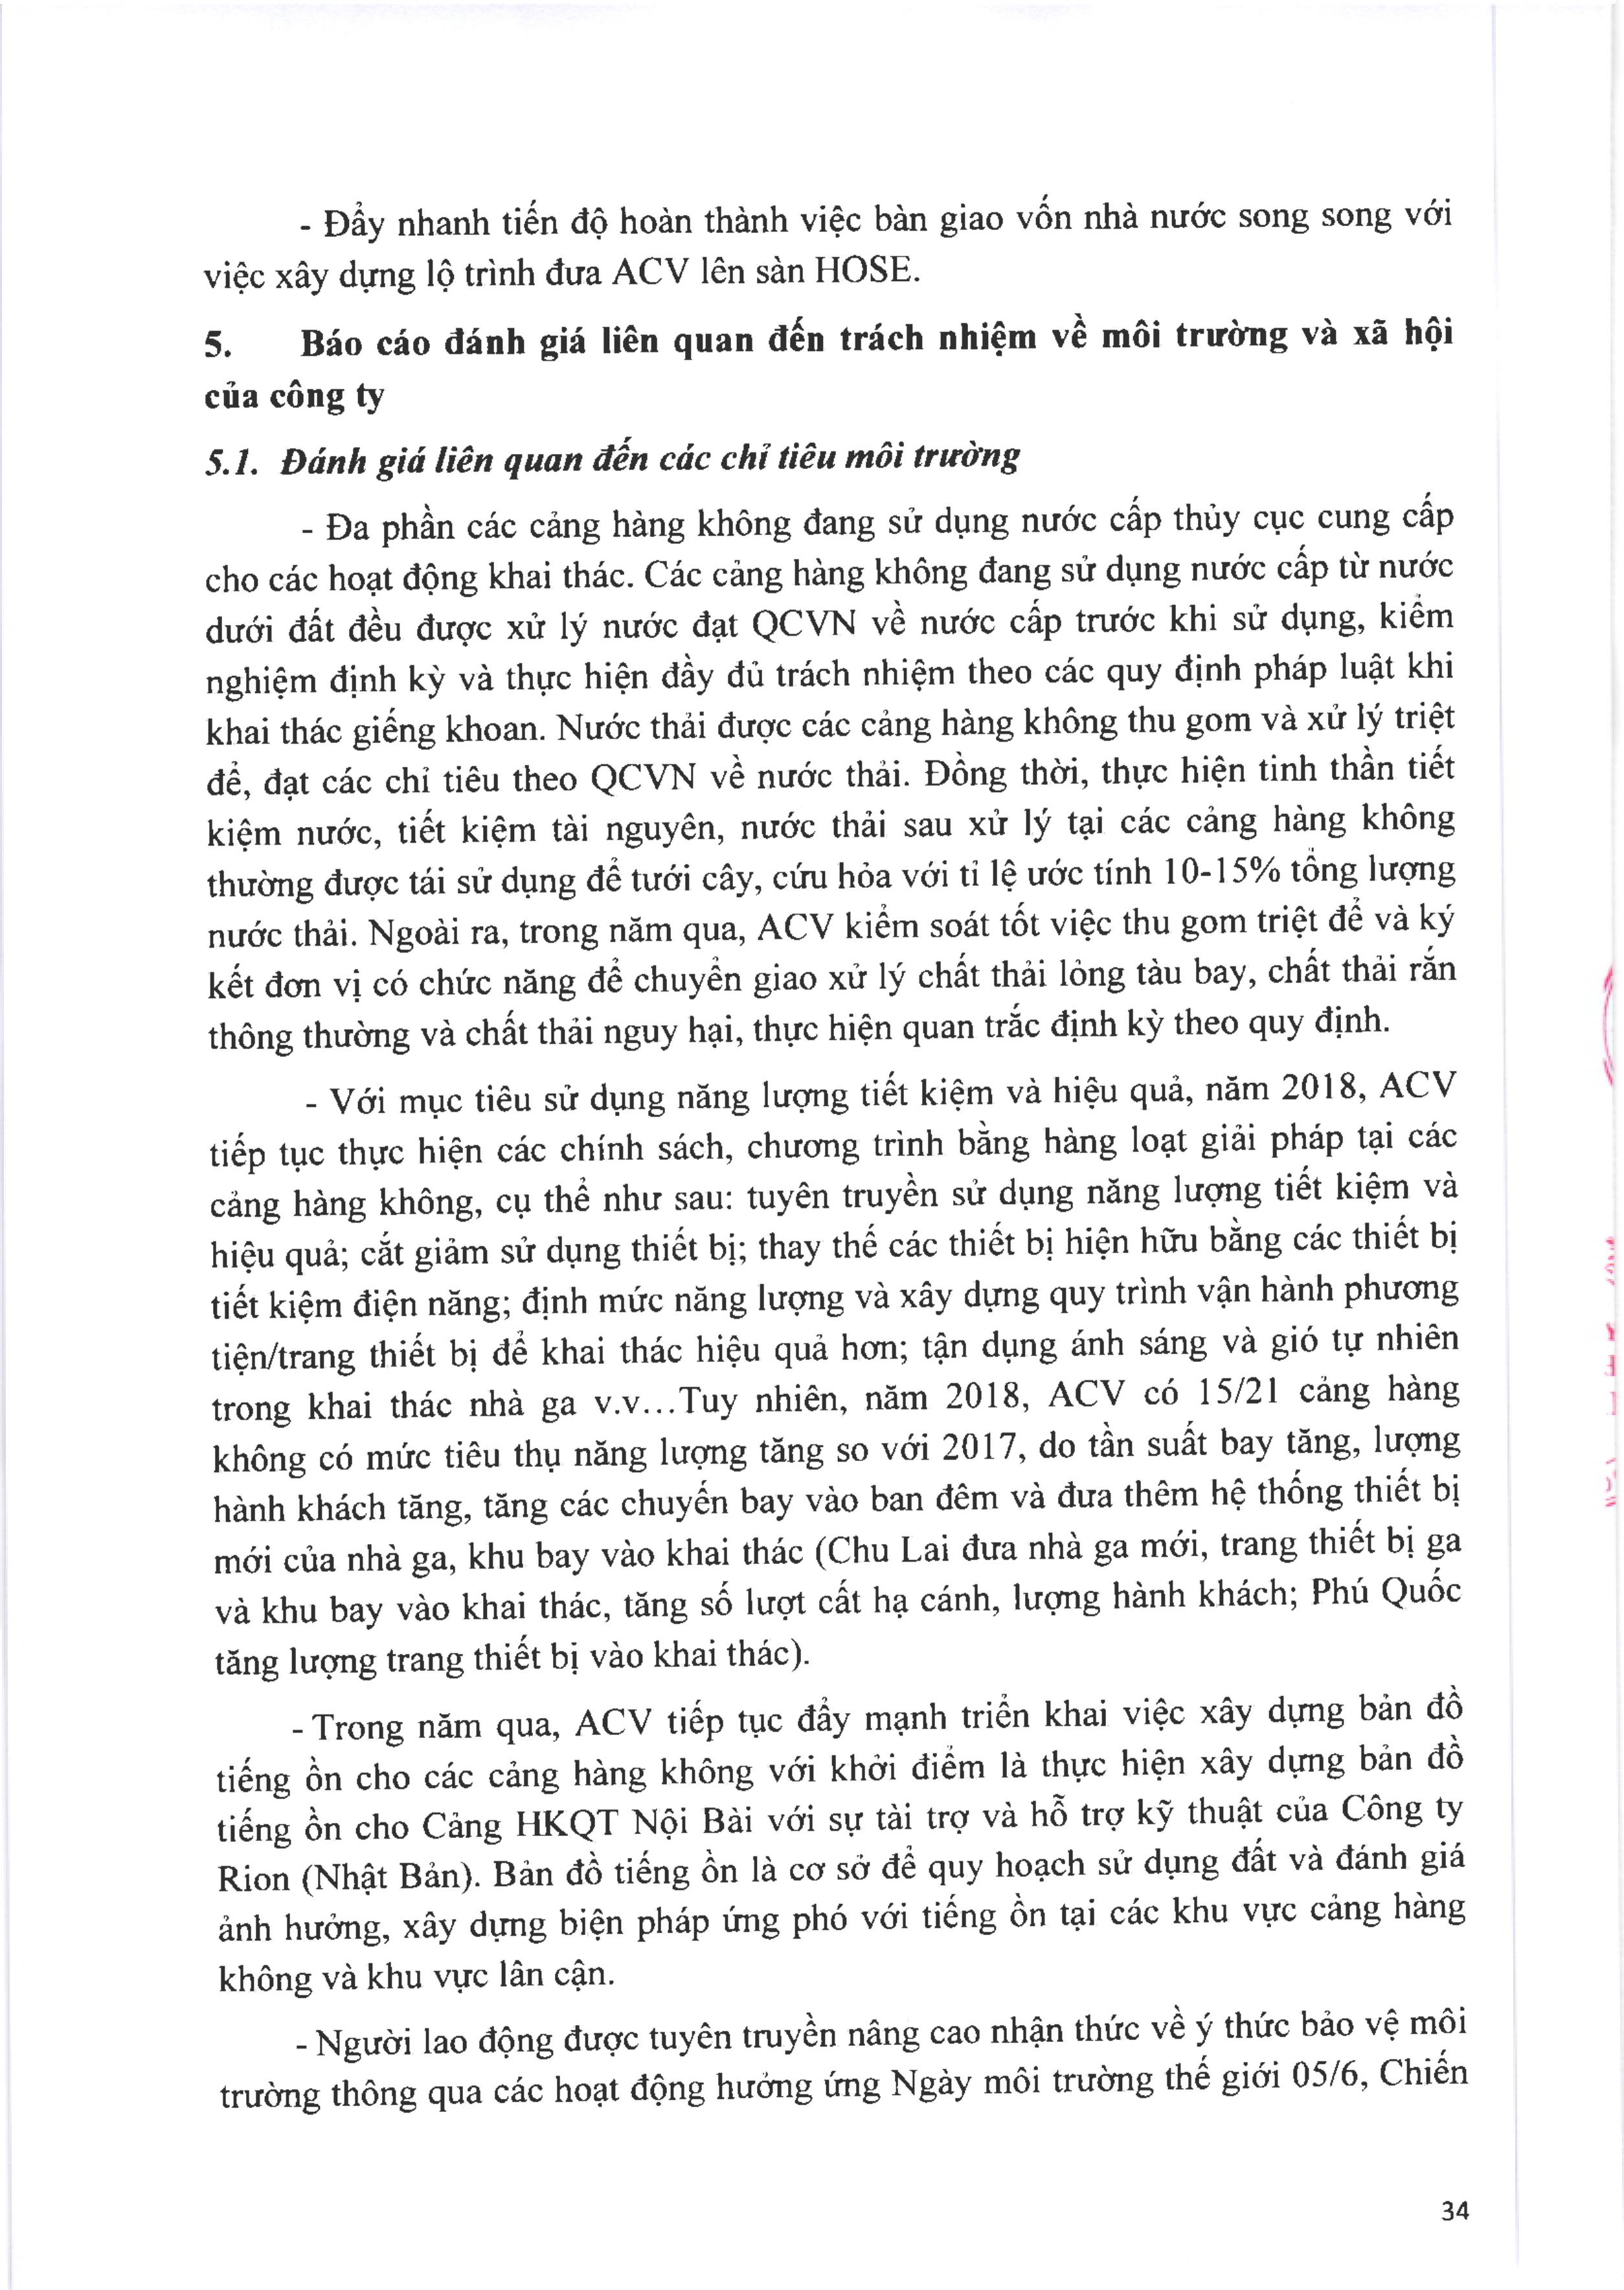 - Đẩy nhanh tiến độ hoàn thành việc bàn giao vốn nhà nước song song với
việc xây dựng lộ trình đưa ACV lên sàn HOSE.
5. Báo cáo đánh giá liên quan đến trách nhiệm về môi trường và xã hội
của công ty
5.1. Đánh giá liên quan đến các chỉ tiêu môi trường
- Đa phần các cảng hàng không đang sử dụng nước cấp thủy cục cung cấp
cho các hoạt động khai thác. Các cảng hàng không đang sử dụng nước cấp từ nước
dưới đất đều được xử lý nước đạt QCVN về nước cấp trước khi sử dụng, kiểm
nghiệm định kỳ và thực hiện đầy đủ trách nhiệm theo các quy định pháp luật khi
khai thác giếng khoan. Nước thải được các cảng hàng không thu gom và xử lý triệt
để, đạt các chỉ tiêu theo QCVN về nước thải. Đồng thời, thực hiện tinh thần tiết
kiệm nước, tiết kiệm tài nguyên, nước thải sau xử lý tại các cảng hàng không
thường được tái sử dụng để tưới cây, cứu hỏa với tỉ lệ ước tính 10-15% tổng lượng
nước thải. Ngoài ra, trong năm qua, ACV kiểm soát tốt việc thu gom triệt để và ký
kết đơn vị có chức năng để chuyển giao xử lý chất thải lỏng tàu bay, chất thải rắn
thông thường và chất thải nguy hại, thực hiện quan trắc định kỳ theo quy định.
- Với mục tiêu sử dụng năng lượng tiết kiệm và hiệu quả, năm 2018, ACV
tiếp tục thực hiện các chính sách, chương trình bằng hàng loạt giải pháp tại các
cảng hàng không, cụ thể như sau: tuyên truyền sử dụng năng lượng tiết kiệm và
hiệu quả; cắt giảm sử dụng thiết bị; thay thế các thiết bị hiện hữu bằng các thiết bị
tiết kiệm điện năng; định mức năng lượng và xây dựng quy trình vận hành phương
tiện/trang thiết bị để khai thác hiệu quả hơn; tận dụng ánh sáng và gió tự nhiên
trong khai thác nhà ga v.v...Tuy nhiên, năm 2018, ACV có 15/21 cảng hàng
không có mức tiêu thụ năng lượng tăng so với 2017, do tần suất bay tăng, lượng
hành khách tăng, tăng các chuyến bay vào ban đêm và đưa thêm hệ thống thiết bị
mới của nhà ga, khu bay vào khai thác (Chu Lai đưa nhà ga mới, trang thiết bị ga
và khu bay vào khai thác, tăng số lượt cất hạ cánh, lượng hành khách; Phú Quốc
tăng lượng trang thiết bị vào khai thác).
- Trong năm qua, ACV tiếp tục đẩy mạnh triển khai việc xây dựng bản đồ
tiếng ồn cho các cảng hàng không với khởi điểm là thực hiện xây dựng bản đồ
tiếng ồn cho Cảng HKQT Nội Bài với sự tài trợ và hỗ trợ kỹ thuật của Công ty
Rion (Nhật Bản). Bản đồ tiếng ồn là cơ sở để quy hoạch sử dụng đất và đánh giá
ảnh hưởng, xây dựng biện pháp ứng phó với tiếng ồn tại các khu vực cảng hàng
không và khu vực lân cận.
- Người lao động được tuyên truyền nâng cao nhận thức về ý thức bảo vệ môi
trường thông qua các hoạt động hưởng ứng Ngày môi trường thế giới 05/6, Chiến
34